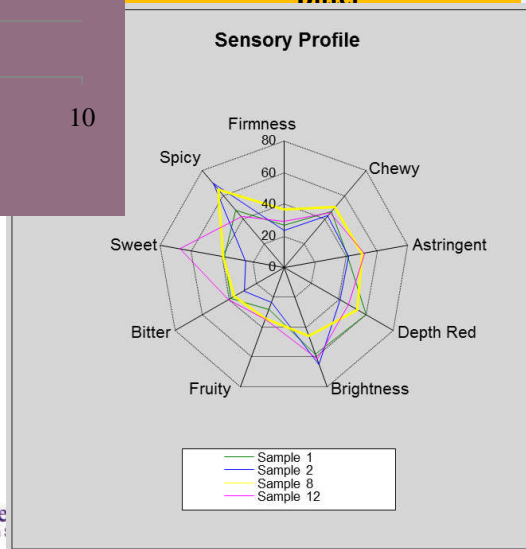 10
Sensory Profile
Firmness
80
Chewy
Spicy
60
40
20
Astringent
Sweet
0
Bitter
Depth Red
Fruity
Brightness
Sample 1
Sample 2
Sample 8
Sample 12